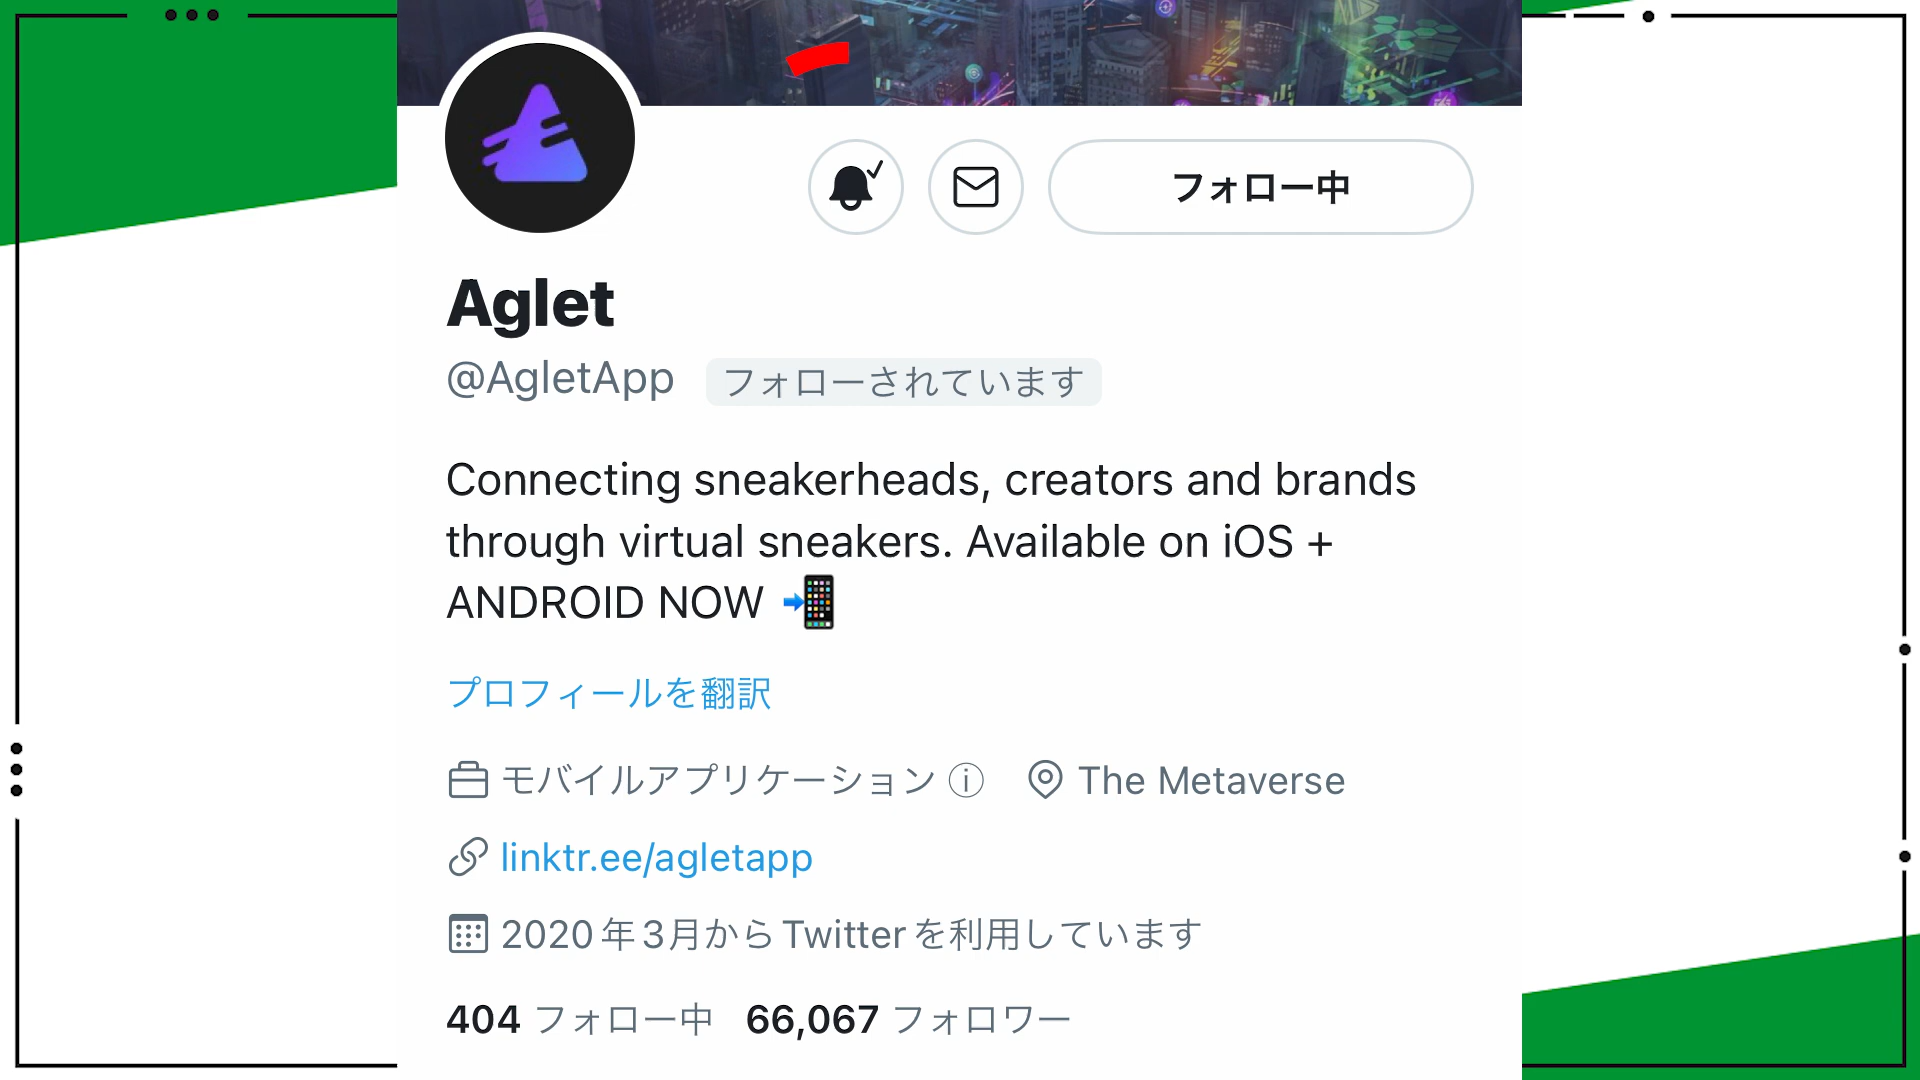 フォロー中
Aglet
@AgletApp フォローされています
Connecting sneakerheads, creators and brands
through virtual sneakers. Available on iOS +
ANDROID NOW 📲
プロフィールを翻訳
モバイルアプリケーション ⓘ The Metaverse
linktr.ee/agletapp
2020年3月からTwitterを利用しています
404 フォロー中 66,067 フォロワー